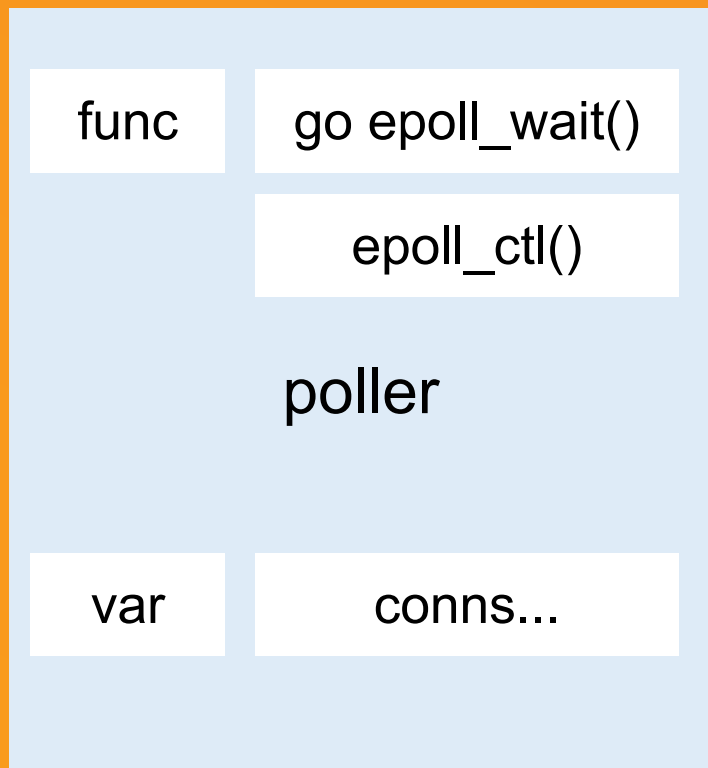 func go epoll_wait()
epoll_ctl()
poller
var conns...